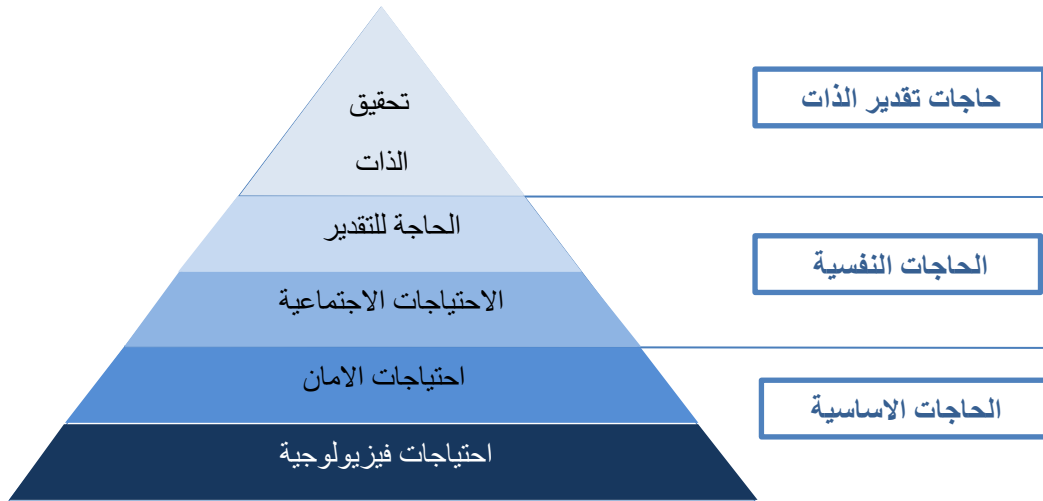 تحقيق
الذات
حاجات تقدير الذات
الحاجة للتقدير
الاحتياجات الاجتماعية
الحاجات النفسية
احتياجات الامان
احتياجات فيزيولوجية
الحاجات الاساسية